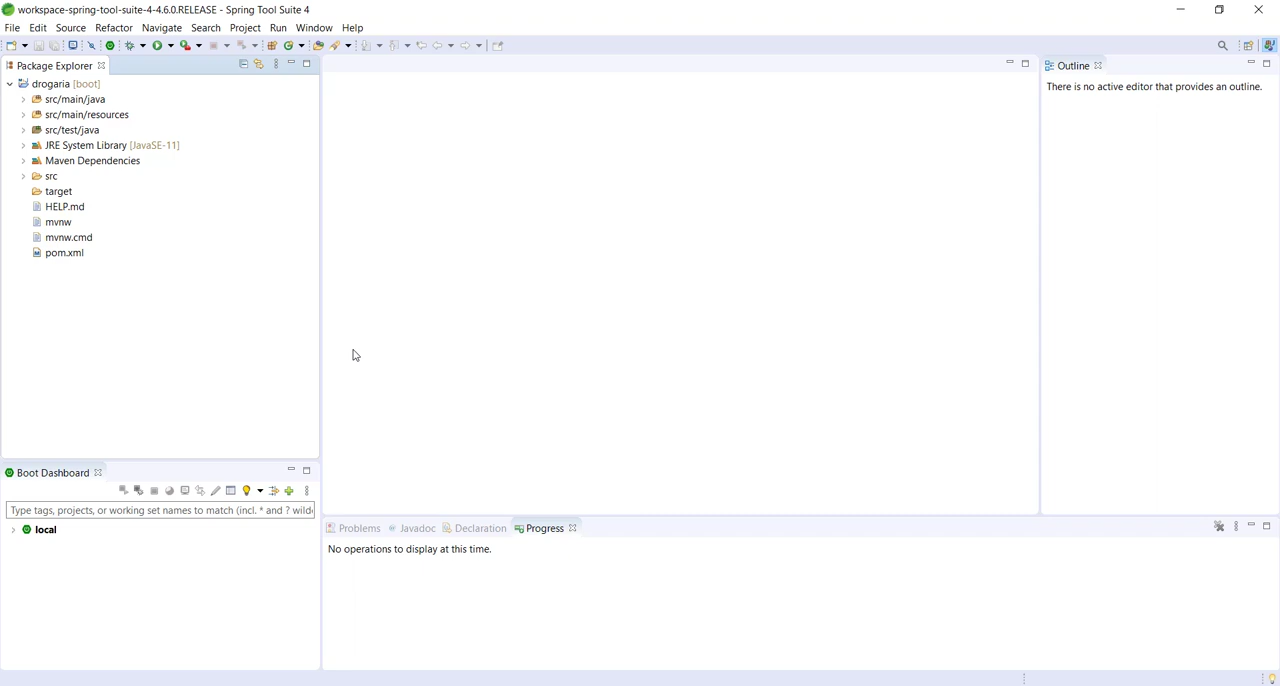 workspace-spring-tool-suite-4-4.6.0.RELEASE - Spring Tool Suite 4
File Edit Source Refactor Navigate Search Project Run Window Help
Package Explorer
drogaria [boot]
src/main/java
src/main/resources
src/test/java
JRE System Library [JavaSE-11]
Maven Dependencies
src
target
HELP.md
mvnw
mvnw.cmd
pom.xml
Outline
There is no active editor that provides an outline.
Boot Dashboard
Type tags, projects, or working set names to match (incl. * and ? wild
local
Problems Javadoc Declaration Progress
No operations to display at this time.